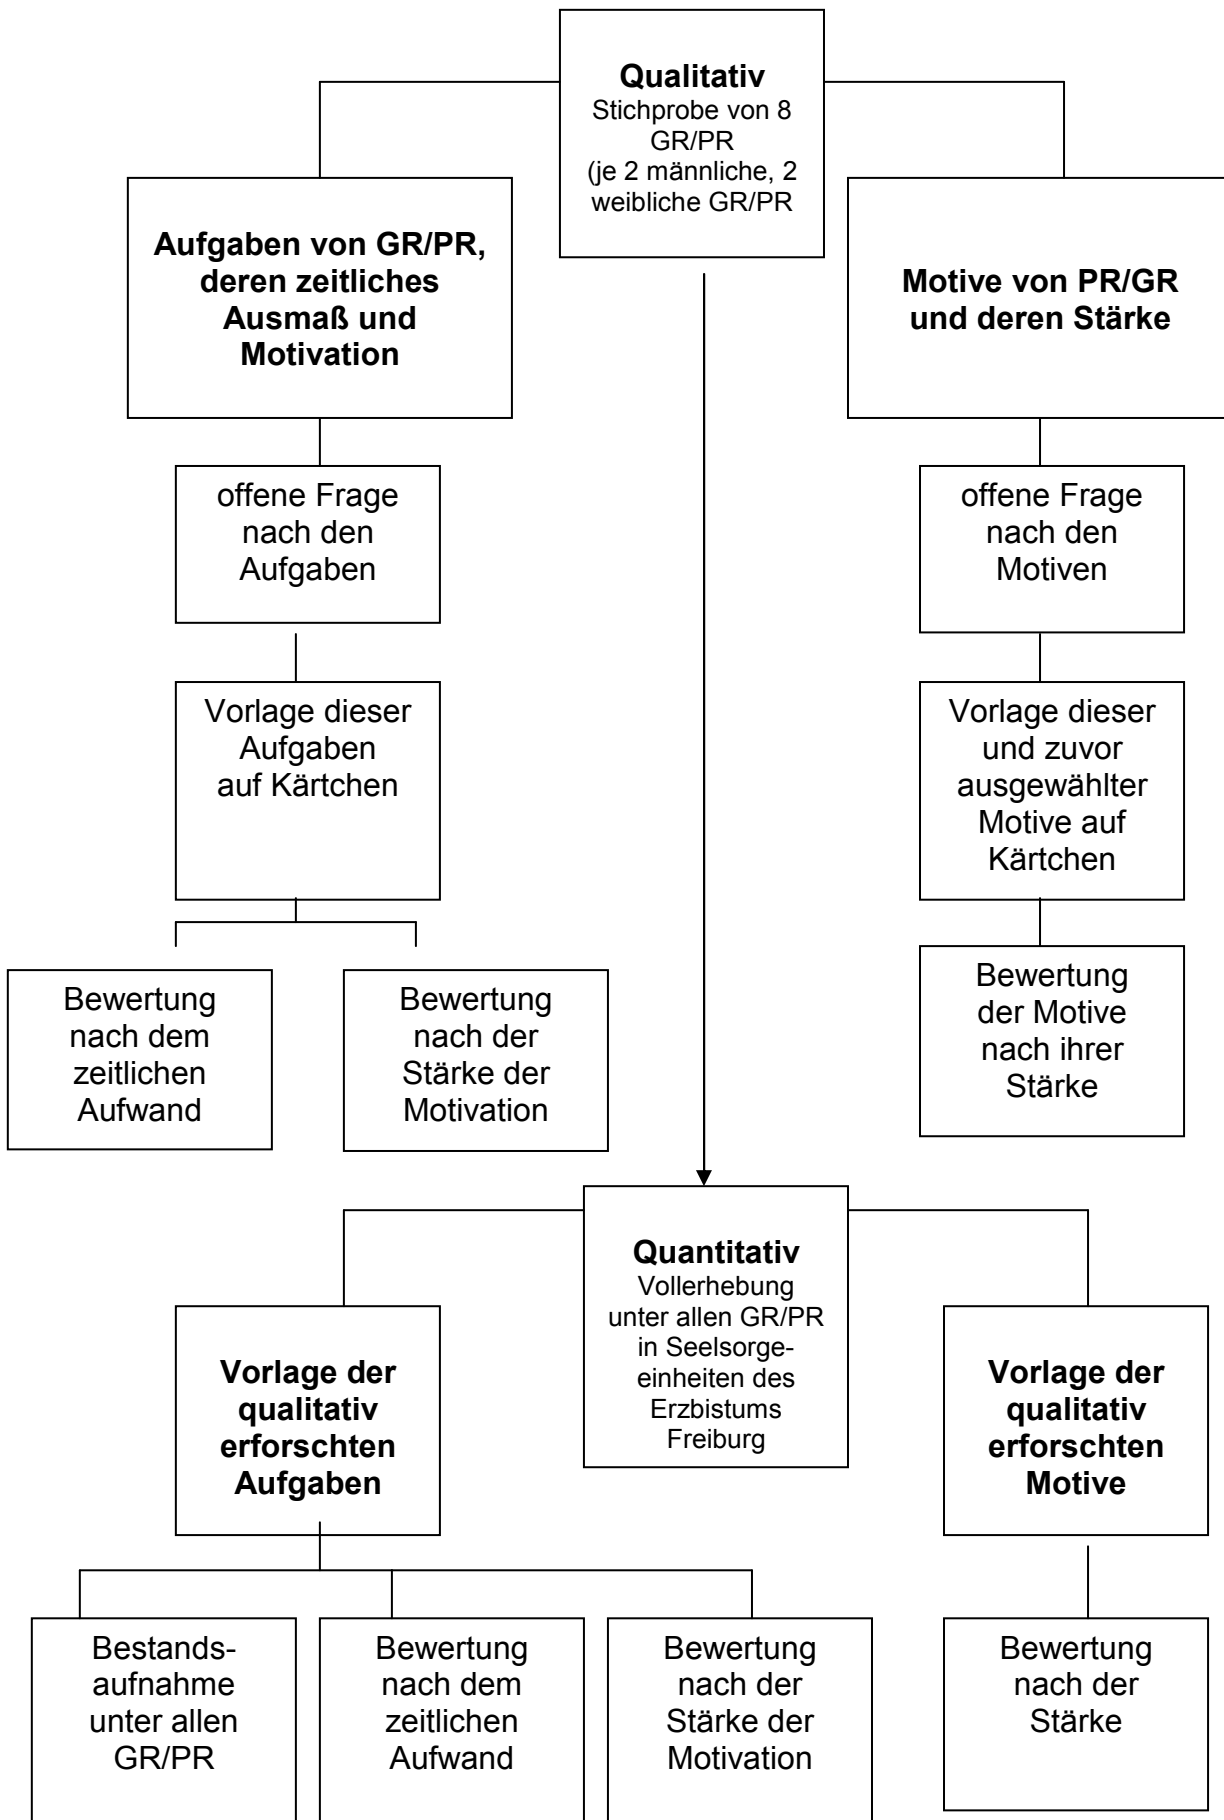 Qualitativ
Stichprobe von 8
GR/PR
(je 2 männliche, 2
weibliche GR/PR
Aufgaben von GR/PR,
deren zeitliches
Ausmaß und
Motivation
Motive von PR/GR
und deren Stärke
offene Frage
nach den
Aufgaben
offene Frage
nach den
Motiven
Vorlage dieser
Aufgaben
auf Kärtchen
Vorlage dieser
und zuvor
ausgewählter
Motive auf
Kärtchen
Bewertung
nach dem
zeitlichen
Aufwand
Bewertung
nach der
Stärke der
Motivation
Bewertung
der Motive
nach ihrer
Stärke
Quantitativ
Vollerhebung
unter allen GR/PR
in Seelsorge-
einheiten des
Erzbistums
Freiburg
Vorlage der
qualitativ
erforschten
Aufgaben
Vorlage der
qualitativ
erforschten
Motive
Bestands-
aufnahme
unter allen
GR/PR
Bewertung
nach dem
zeitlichen
Aufwand
Bewertung
nach der
Stärke der
Motivation
Bewertung
nach der
Stärke